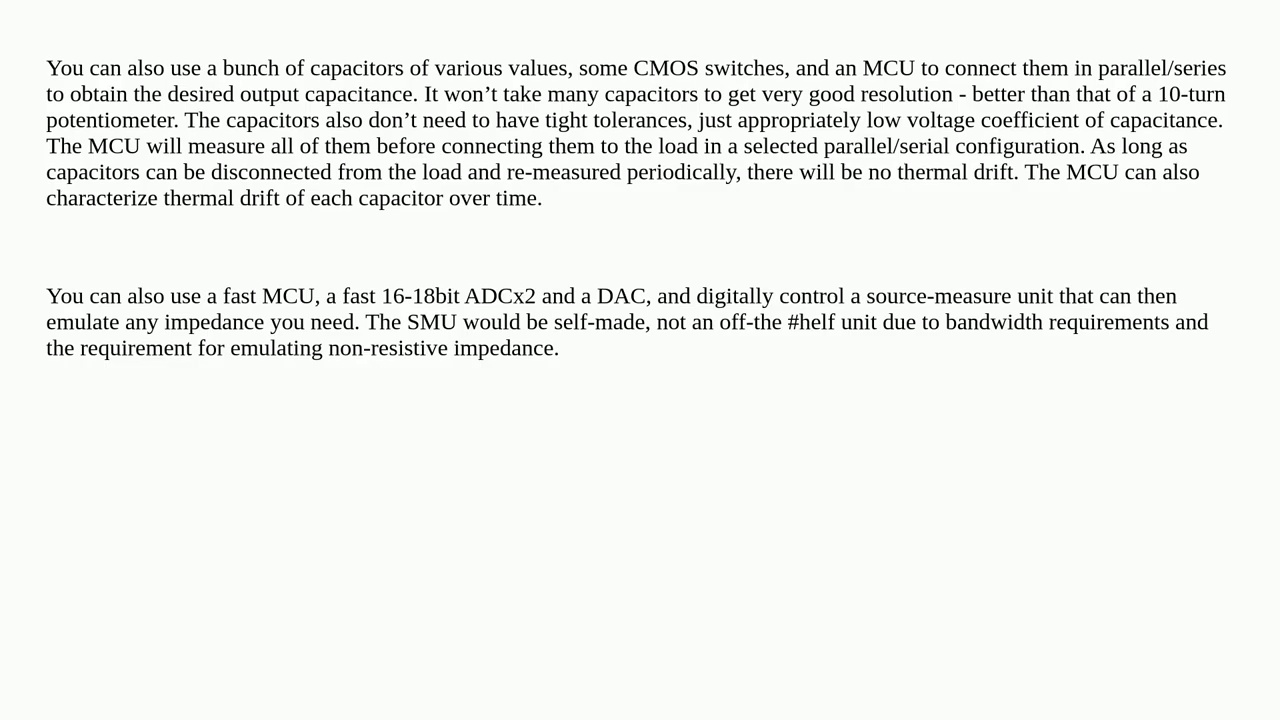 You can also use a bunch of capacitors of various values, some CMOS switches, and an MCU to connect them in parallel/series
to obtain the desired output capacitance. It won’t take many capacitors to get very good resolution - better than that of a 10-turn
potentiometer. The capacitors also don’t need to have tight tolerances, just appropriately low voltage coefficient of capacitance.
The MCU will measure all of them before connecting them to the load in a selected parallel/serial configuration. As long as
capacitors can be disconnected from the load and re-measured periodically, there will be no thermal drift. The MCU can also
characterize thermal drift of each capacitor over time.
You can also use a fast MCU, a fast 16-18bit ADCx2 and a DAC, and digitally control a source-measure unit that can then
emulate any impedance you need. The SMU would be self-made, not an off-the #helf unit due to bandwidth requirements and
the requirement for emulating non-resistive impedance.